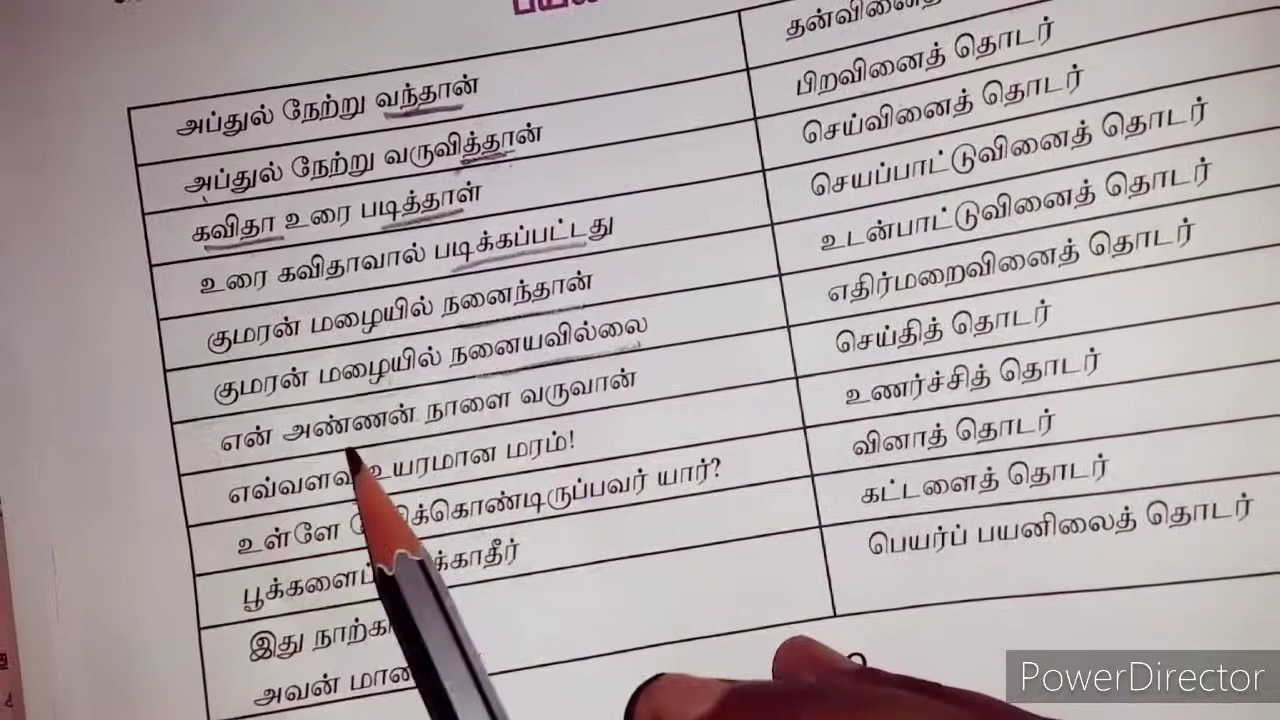 அப்துல் நேற்று வந்தான் தன்வினைத்
அப்துல் நேற்று வருவித்தான் பிறவினைத் தொடர்
கவிதா உரை படித்தாள் செய்வினைத் தொடர்
உரை கவிதாவால் படிக்கப்பட்டது செயப்பாட்டுவினைத் தொடர்
குமரன் மழையில் நனைந்தான் உடன்பாட்டுவினைத் தொடர்
குமரன் மழையில் நனையவில்லை எதிர்மறைவினைத் தொடர்
என் அண்ணன் நாளை வருவான் செய்தித் தொடர்
எவ்வளவு உயரமான மரம்! உணர்ச்சித் தொடர்
உள்ளே யார்? வினாத் தொடர்
கட்டளைத் தொடர்
இது பெயர்ப் பயனிலைத் தொடர்
அவன்
PowerDirector